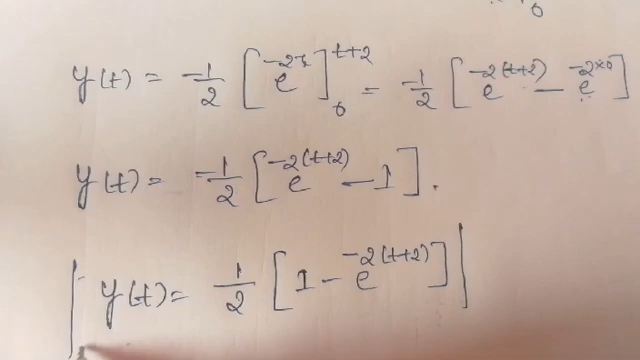 0
y(t) = -1/2 [e^{-2τ}]_0^{t+2} = -1/2 [e^{-2(t+2)} - e^{-2×0}]
y(t) = -1/2 [e^{-2(t+2)} - 1].
y(t) = 1/2 [1 - e^{-2(t+2)}]